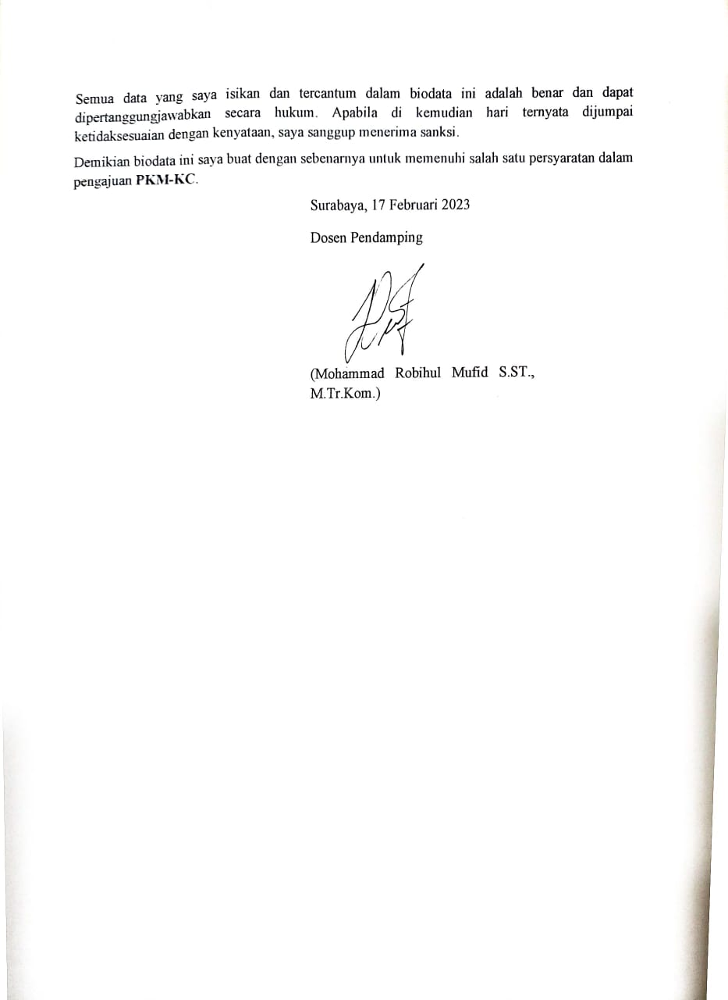 Semua data yang saya isikan dan tercantum dalam biodata ini adalah benar dan dapat
dipertanggungjawabkan secara hukum. Apabila di kemudian hari ternyata dijumpai
ketidaksesuaian dengan kenyataan, saya sanggup menerima sanksi.
Demikian biodata ini saya buat dengan sebenarnya untuk memenuhi salah satu persyaratan dalam
pengajuan PKM-KC.
Surabaya, 17 Februari 2023
Dosen Pendamping
(Mohammad Robihul Mufid S.ST.,
M.Tr.Kom.)